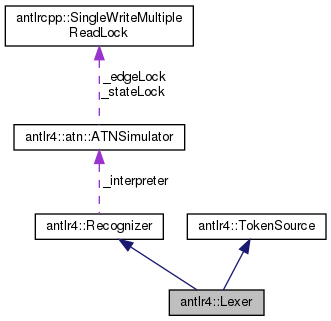 antlrcpp::SingleWriteMultiple
ReadLock
_edgeLock
_stateLock
antlr4::atn::ATNSimulator
_interpreter
antlr4::Recognizer
antlr4::TokenSource
antlr4::Lexer